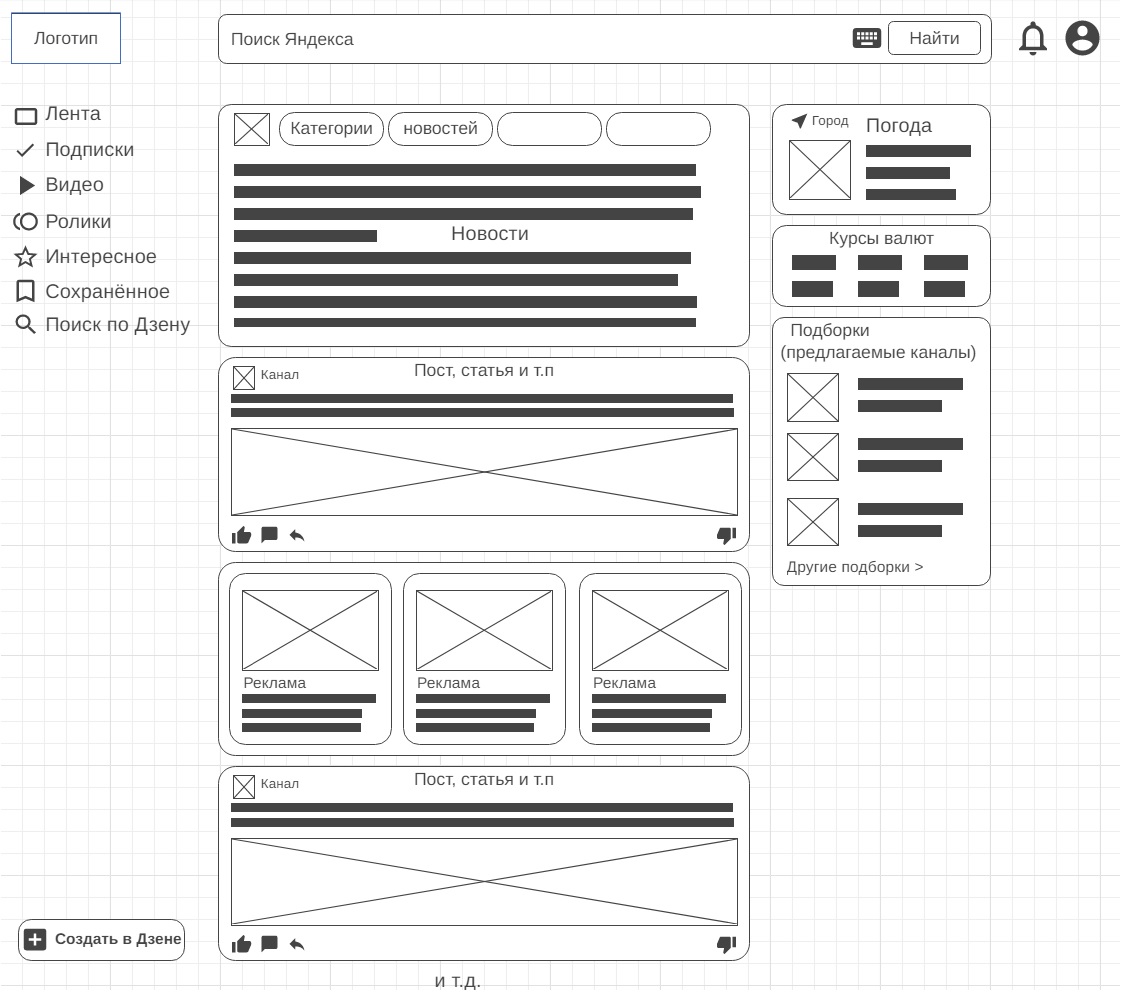 Логотип
Поиск Яндекса
Найти
Лента
Подписки
Видео
Ролики
Интересное
Сохранённое
Поиск по Дзену
Создать в Дзене
Категории
новостей
Новости
Канал
Пост, статья и т.п
Реклама
Реклама
Реклама
Канал
Пост, статья и т.п
и т.д.
Город
Погода
Курсы валют
Подборки
(предлагаемые каналы)
Другие подборки >